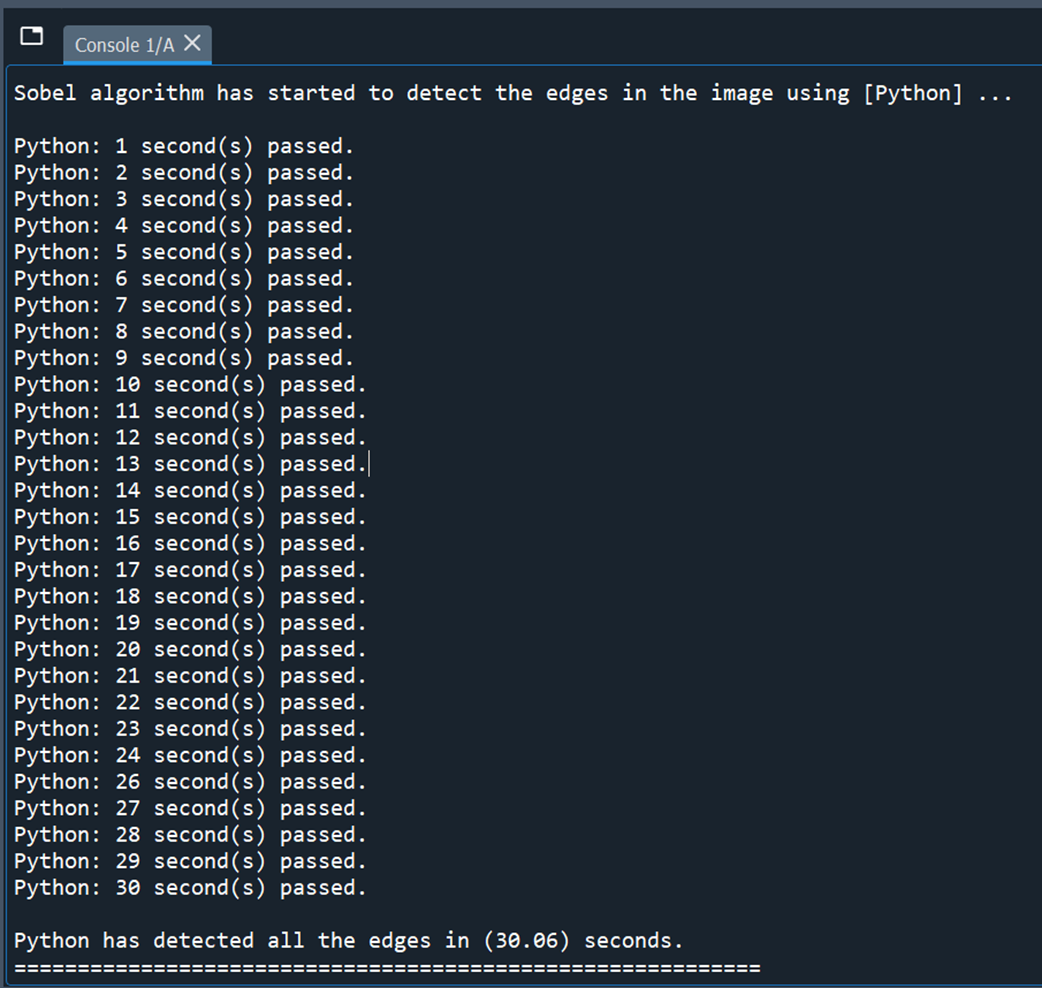 Console 1/A
Sobel algorithm has started to detect the edges in the image using [Python] ...
Python: 1 second(s) passed.
Python: 2 second(s) passed.
Python: 3 second(s) passed.
Python: 4 second(s) passed.
Python: 5 second(s) passed.
Python: 6 second(s) passed.
Python: 7 second(s) passed.
Python: 8 second(s) passed.
Python: 9 second(s) passed.
Python: 10 second(s) passed.
Python: 11 second(s) passed.
Python: 12 second(s) passed.
Python: 13 second(s) passed.
Python: 14 second(s) passed.
Python: 15 second(s) passed.
Python: 16 second(s) passed.
Python: 17 second(s) passed.
Python: 18 second(s) passed.
Python: 19 second(s) passed.
Python: 20 second(s) passed.
Python: 21 second(s) passed.
Python: 22 second(s) passed.
Python: 23 second(s) passed.
Python: 24 second(s) passed.
Python: 26 second(s) passed.
Python: 27 second(s) passed.
Python: 28 second(s) passed.
Python: 29 second(s) passed.
Python: 30 second(s) passed.
Python has detected all the edges in (30.06) seconds.
===========================================================